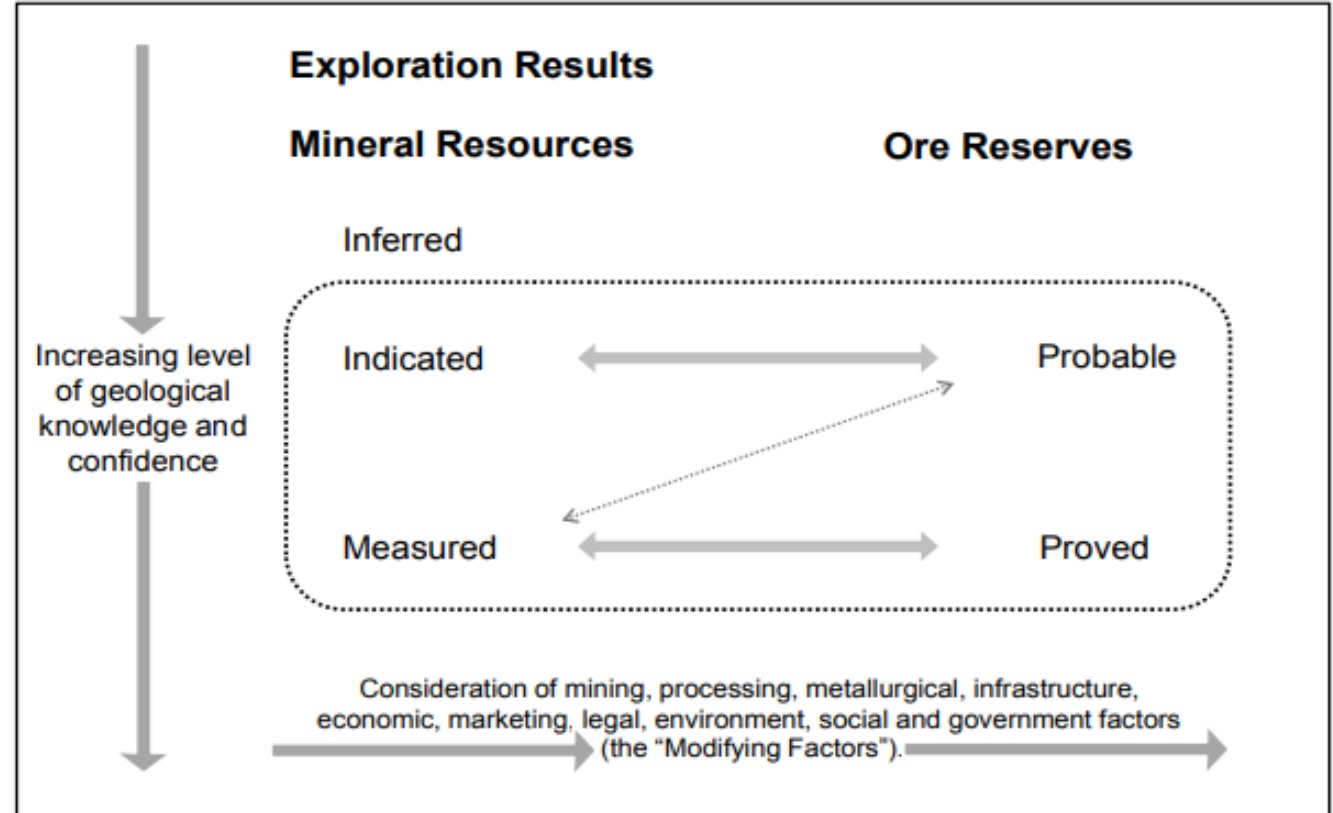 Exploration Results
Mineral Resources
Ore Reserves
Inferred
Increasing level
of geological
knowledge and
confidence
Indicated
Probable
Measured
Proved
Consideration of mining, processing, metallurgical, infrastructure,
economic, marketing, legal, environment, social and government factors
(the “Modifying Factors”).